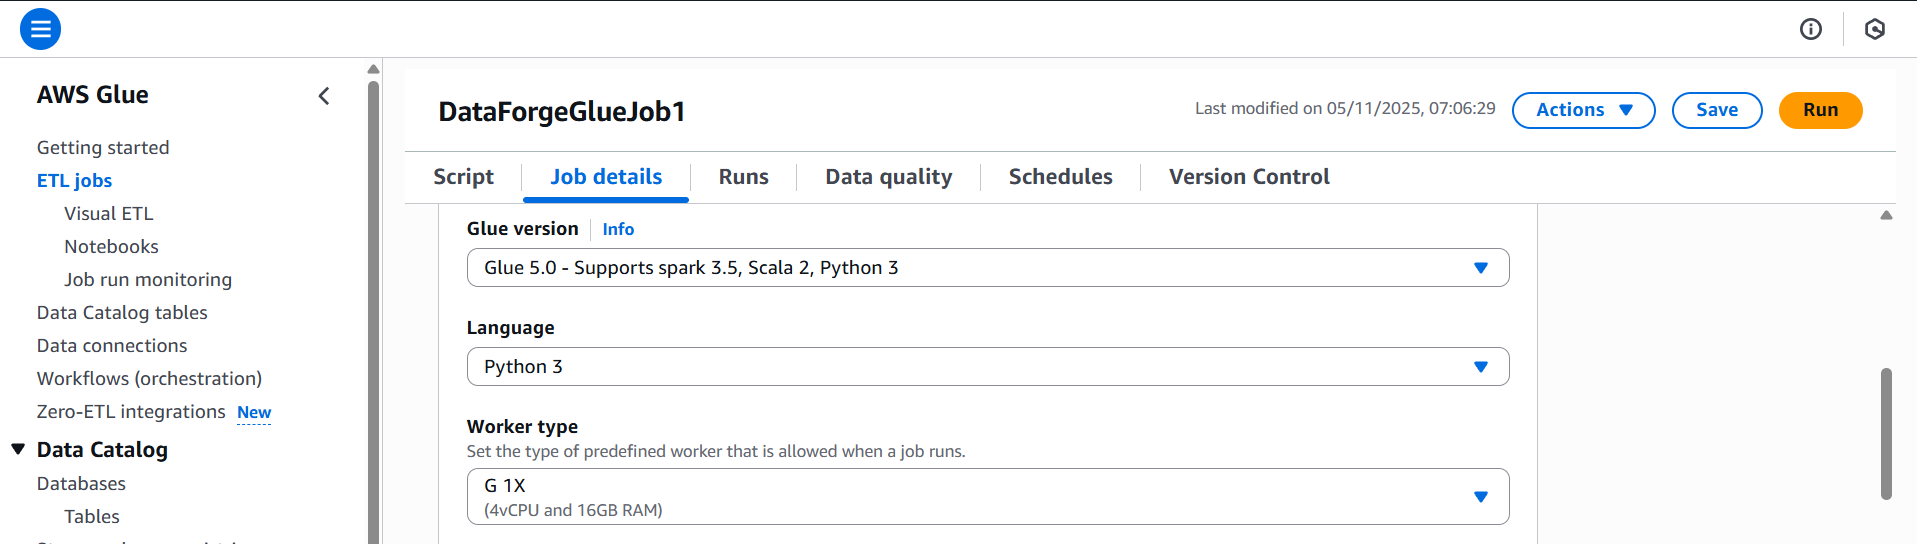 AWS Glue
Getting started
ETL jobs
Visual ETL
Notebooks
Job run monitoring
Data Catalog tables
Data connections
Workflows (orchestration)
Zero-ETL integrations New
Data Catalog
Databases
Tables
DataForgeGlueJob1
Last modified on 05/11/2025, 07:06:29
Actions
Save
Run
Script
Job details
Runs
Data quality
Schedules
Version Control
Glue version Info
Glue 5.0 - Supports spark 3.5, Scala 2, Python 3
Language
Python 3
Worker type
Set the type of predefined worker that is allowed when a job runs.
G 1X
(4vCPU and 16GB RAM)